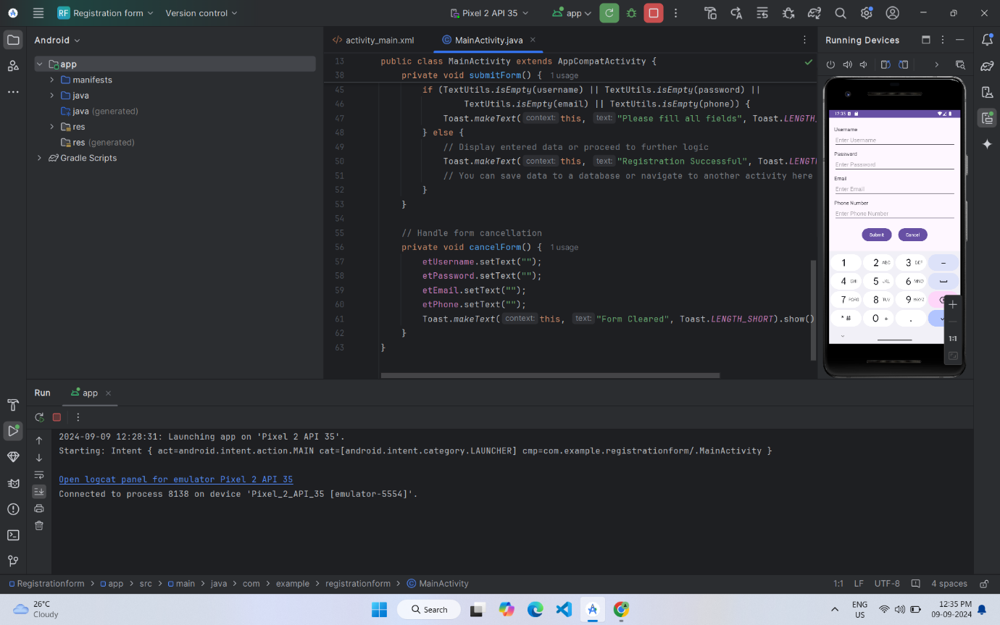 RF Registration form Version control Pixel 2 API 35 app
Android
app
manifests
java
java (generated)
res
res (generated)
Gradle Scripts
activity_main.xml MainActivity.java
13 public class MainActivity extends AppCompatActivity {
38 private void submitForm() { 1 usage
45 if (TextUtils.isEmpty(username) || TextUtils.isEmpty(password) ||
46 TextUtils.isEmpty(email) || TextUtils.isEmpty(phone)) {
47 Toast.makeText( context: this, text: "Please fill all fields", Toast.LENGTH_
48 } else {
49 // Display entered data or proceed to further logic
50 Toast.makeText( context: this, text: "Registration Successful", Toast.LENGTH
51 // You can save data to a database or navigate to another activity here
52 }
53 }
54
55 // Handle form cancellation
56 private void cancelForm() { 1 usage
57 etUsername.setText("");
58 etPassword.setText("");
59 etEmail.setText("");
60 etPhone.setText("");
61 Toast.makeText( context: this, text: "Form Cleared", Toast.LENGTH_SHORT).show()
62 }
63 }
Running Devices
12:35
Username
Enter Username
Password
Enter Password
Email
Enter Email
Phone Number
Enter Phone Number
Submit Cancel
1 2 ABC 3 DEF –
4 GHI 5 JKL 6 MNO
7 PQRS 8 TUV 9 WXYZ
* # 0 + .
1:1
Run app
2024-09-09 12:28:31: Launching app on 'Pixel 2 API 35'.
Starting: Intent { act=android.intent.action.MAIN cat=[android.intent.category.LAUNCHER] cmp=com.example.registrationform/.MainActivity }
Open logcat panel for emulator Pixel 2 API 35
Connected to process 8138 on device 'Pixel_2_API_35 [emulator-5554]'.
Registrationform > app > src > main > java > com > example > registrationform > MainActivity 1:1 LF UTF-8 4 spaces
26°C
Cloudy
Search
ENG
US
12:35 PM
09-09-2024